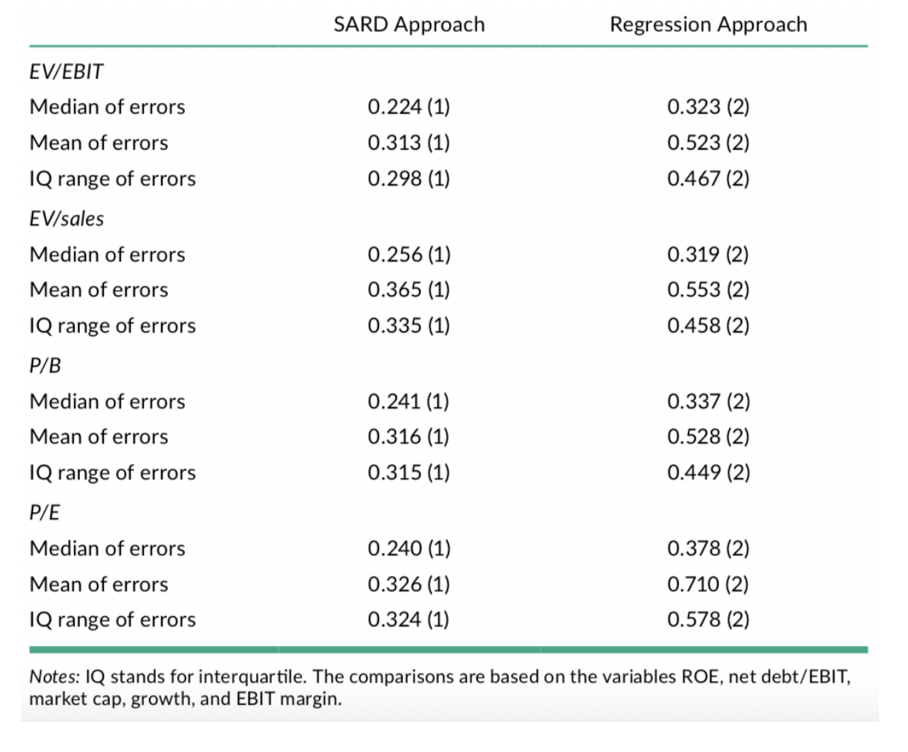 SARD Approach Regression Approach
EV/EBIT
Median of errors 0.224 (1) 0.323 (2)
Mean of errors 0.313 (1) 0.523 (2)
IQ range of errors 0.298 (1) 0.467 (2)
EV/sales
Median of errors 0.256 (1) 0.319 (2)
Mean of errors 0.365 (1) 0.553 (2)
IQ range of errors 0.335 (1) 0.458 (2)
P/B
Median of errors 0.241 (1) 0.337 (2)
Mean of errors 0.316 (1) 0.528 (2)
IQ range of errors 0.315 (1) 0.449 (2)
P/E
Median of errors 0.240 (1) 0.378 (2)
Mean of errors 0.326 (1) 0.710 (2)
IQ range of errors 0.324 (1) 0.578 (2)
Notes: IQ stands for interquartile. The comparisons are based on the variables ROE, net debt/EBIT,
market cap, growth, and EBIT margin.